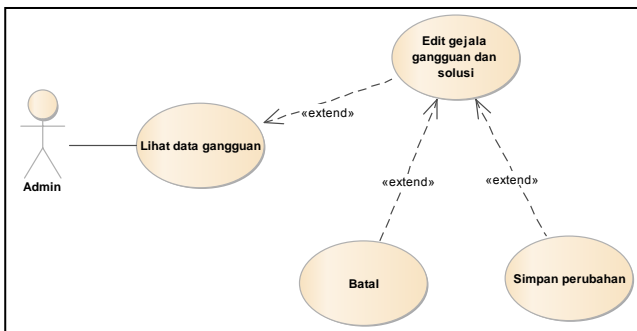 Edit gejala
gangguan dan
solusi
«extend»
Lihat data gangguan
Admin
«extend»
«extend»
Batal
Simpan perubahan